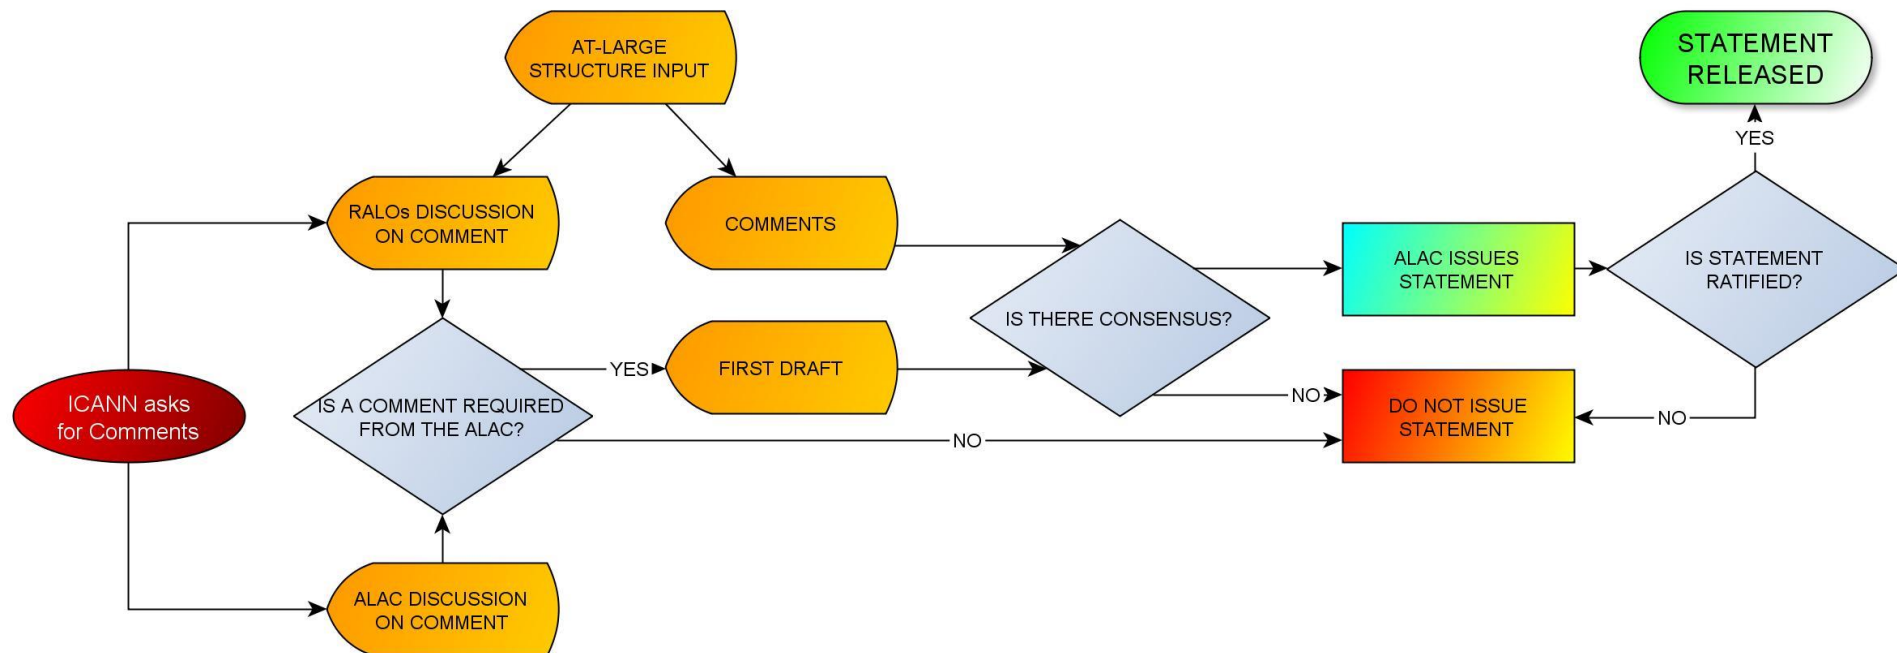 AT-LARGE
STRUCTURE INPUT
STATEMENT
RELEASED
YES
RALOs DISCUSSION
ON COMMENT
COMMENTS
ALAC ISSUES
STATEMENT
IS STATEMENT
RATIFIED?
IS THERE CONSENSUS?
YES
FIRST DRAFT
ICANN asks
for Comments
IS A COMMENT REQUIRED
FROM THE ALAC?
NO
DO NOT ISSUE
STATEMENT
NO
NO
ALAC DISCUSSION
ON COMMENT